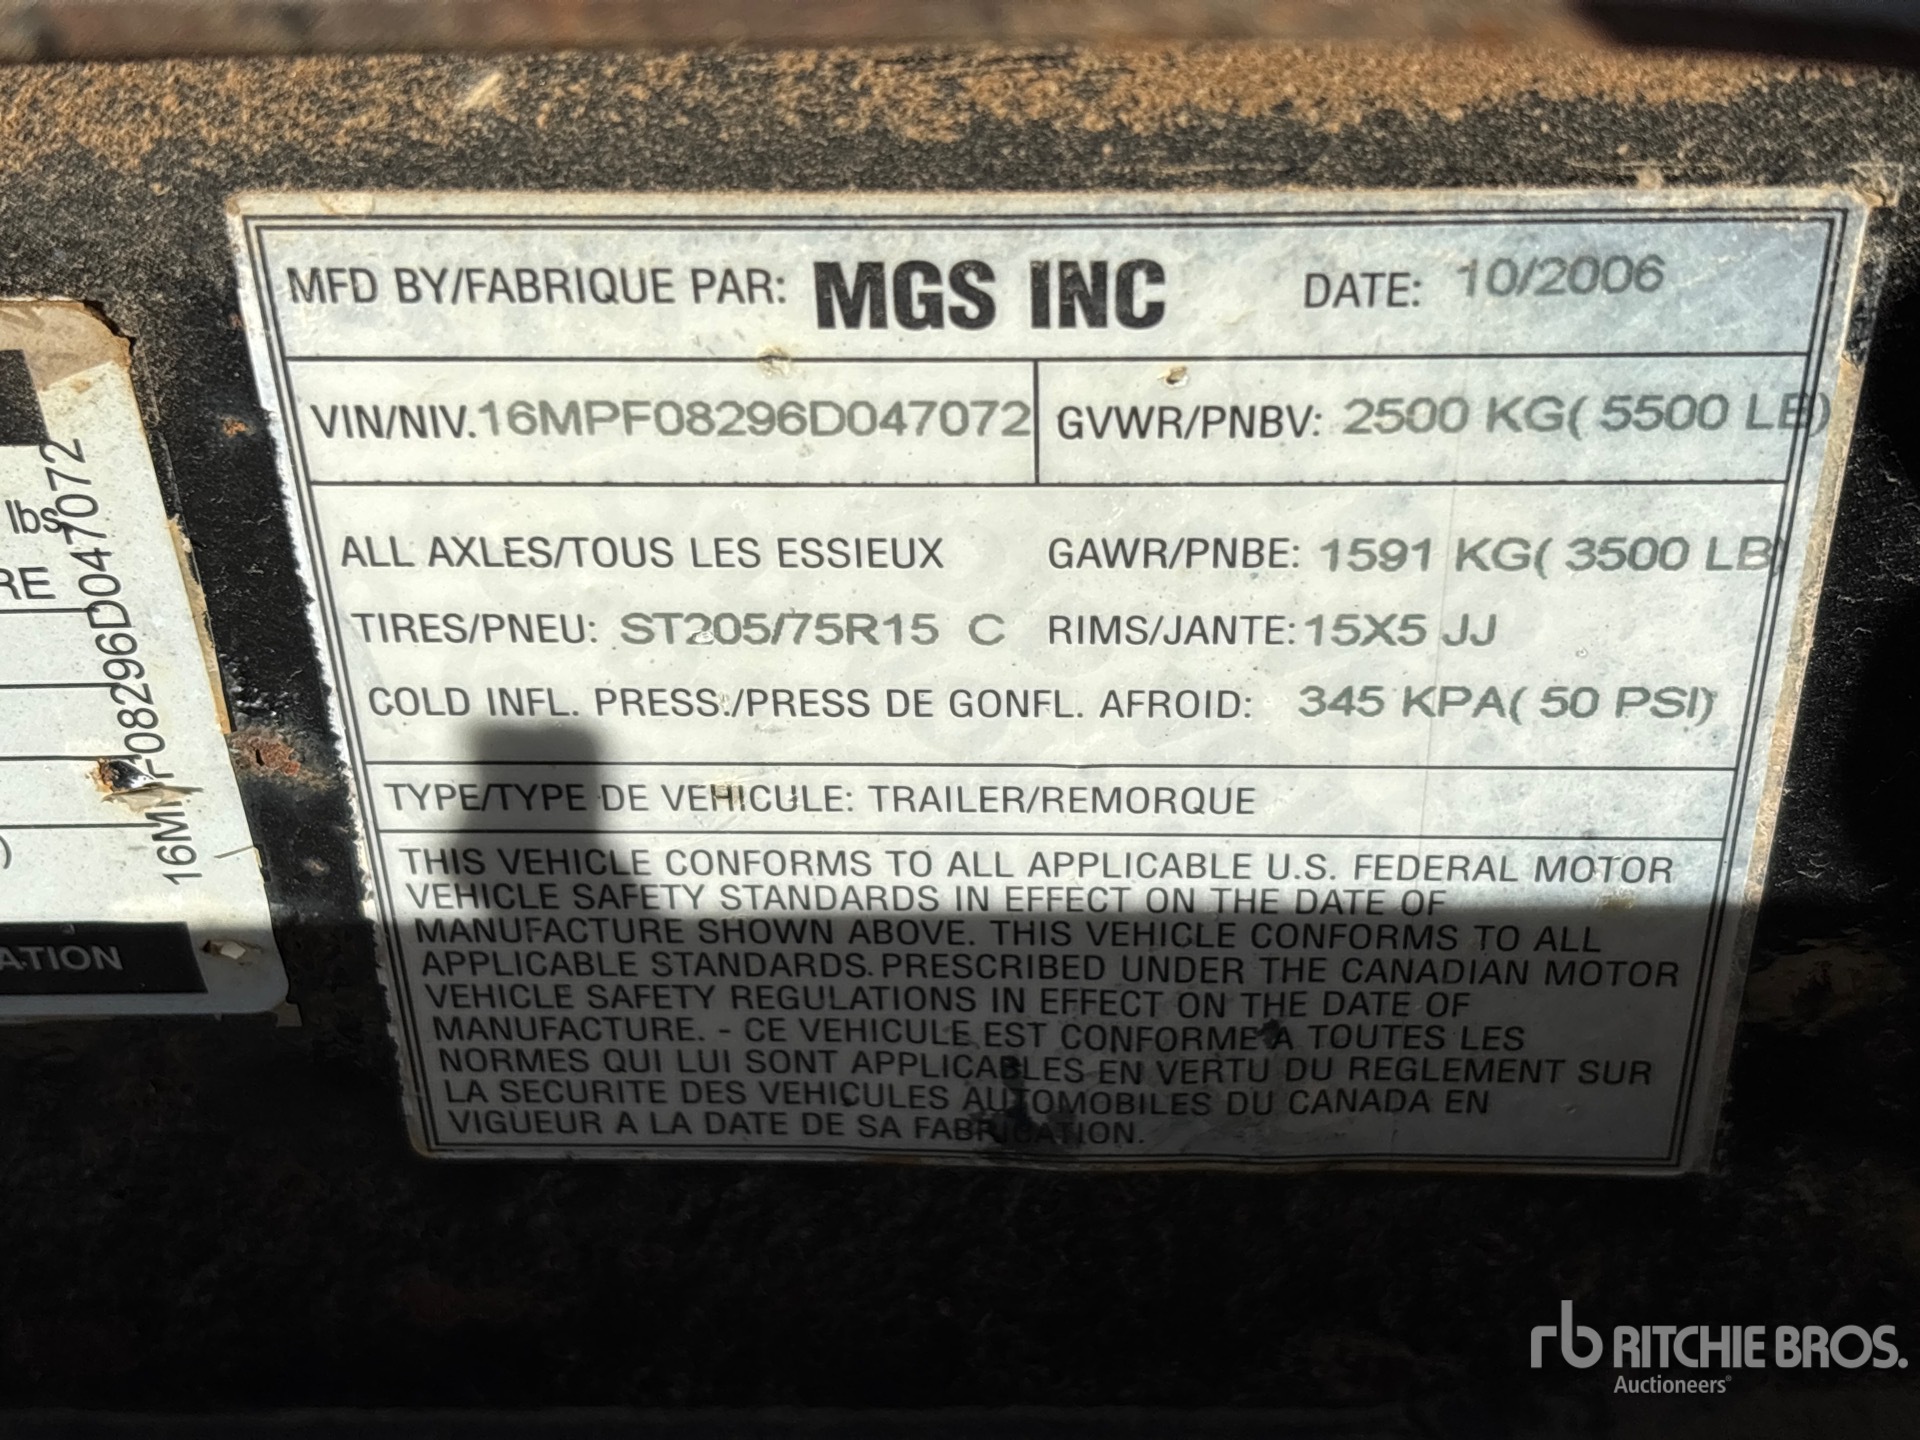 MFD BY/FABRIQUE PAR: MGS INC DATE: 10/2006
VIN/NIV. 16MPF08296D047072 GVWR/PNBV: 2500 KG( 5500 LB)
ALL AXLES/TOUS LES ESSIEUX GAWR/PNBE: 1591 KG( 3500 LB)
TIRES/PNEU: ST205/75R15 C RIMS/JANTE: 15X5 JJ
COLD INFL. PRESS./PRESS DE GONFL. AFROID: 345 KPA( 50 PSI)
TYPE/TYPE DE VEHICULE: TRAILER/REMORQUE
THIS VEHICLE CONFORMS TO ALL APPLICABLE U.S. FEDERAL MOTOR
VEHICLE SAFETY STANDARDS IN EFFECT ON THE DATE OF
MANUFACTURE SHOWN ABOVE. THIS VEHICLE CONFORMS TO ALL
APPLICABLE STANDARDS. PRESCRIBED UNDER THE CANADIAN MOTOR
VEHICLE SAFETY REGULATIONS IN EFFECT ON THE DATE OF
MANUFACTURE. - CE VEHICULE EST CONFORME A TOUTES LES
NORMES QUI LUI SONT APPLICABLES EN VERTU DU REGLEMENT SUR
LA SECURITE DES VEHICULES AUTOMOBILES DU CANADA EN
VIGUEUR A LA DATE DE SA FABRICATION.
lbs
RE
16MPF08296D047072
ATION
rb RITCHIE BROS.
Auctioneers